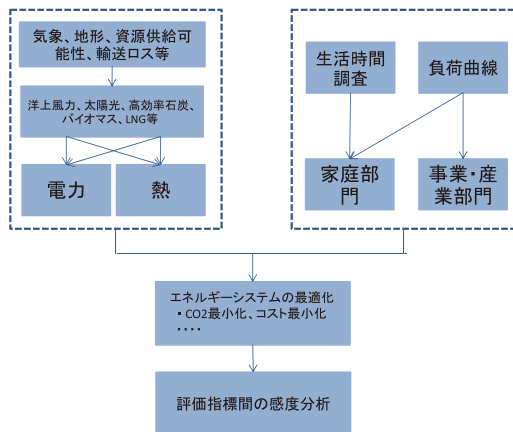 気象、地形、資源供給可
能性、輸送ロス等
洋上風力、太陽光、高効率石炭、
バイオマス、LNG等
電力
熱
生活時間
調査
負荷曲線
家庭部
門
事業・産
業部門
エネルギーシステムの最適化
・CO2最小化、コスト最小化
・・・・
評価指標間の感度分析